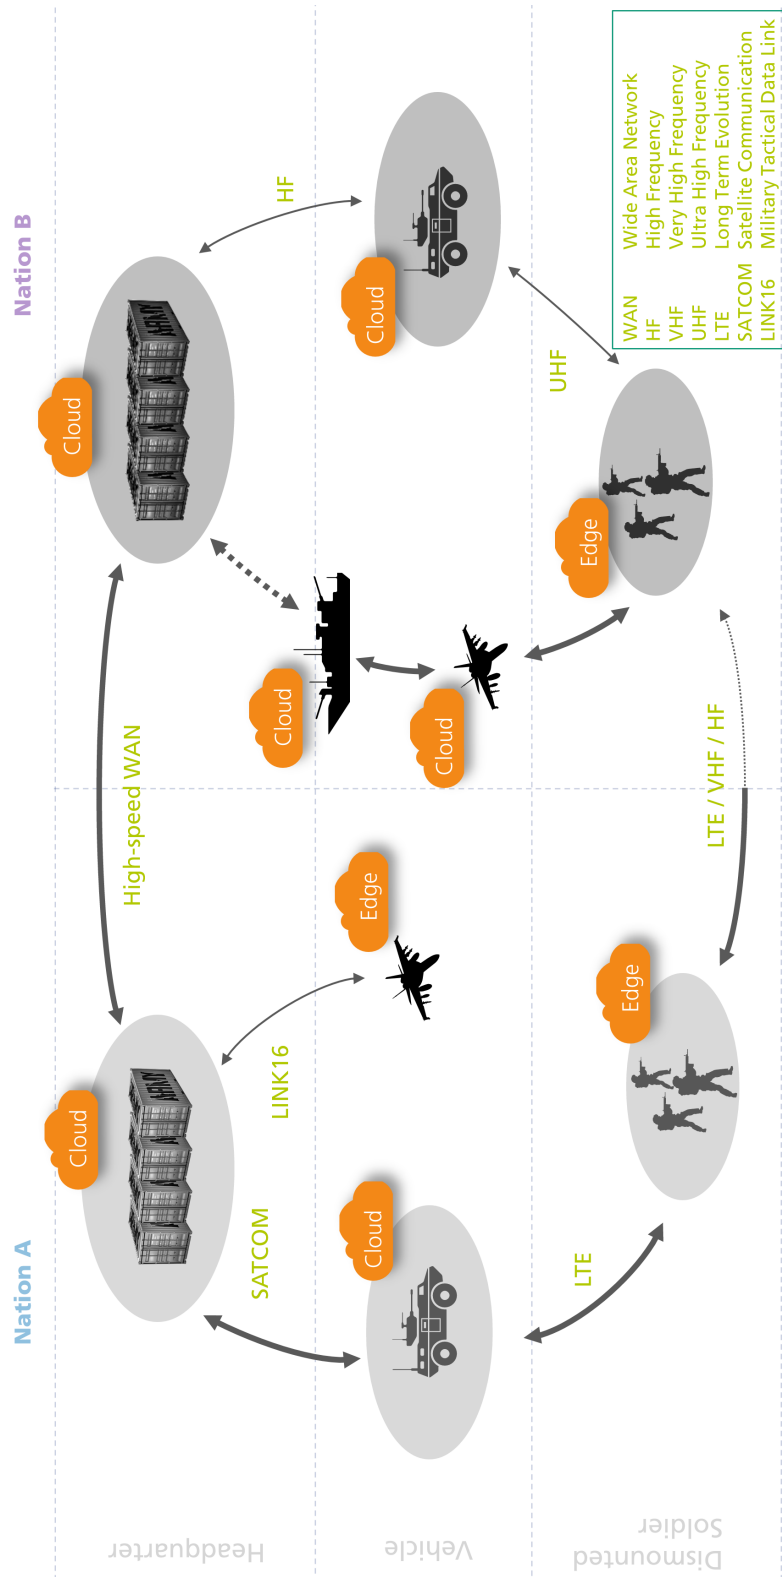 Nation A
Nation B
Headquarter
Cloud
High-speed WAN
Cloud
ARMY
ARMY
SATCOM
LINK16
HF
Cloud
Vehicle
Cloud
Edge
Cloud
Cloud
LTE
UHF
Dismounted
Soldier
Edge
Edge
LTE / VHF / HF
WAN Wide Area Network
HF High Frequency
VHF Very High Frequency
UHF Ultra High Frequency
LTE Long Term Evolution
SATCOM Satellite Communication
LINK16 Military Tactical Data Link